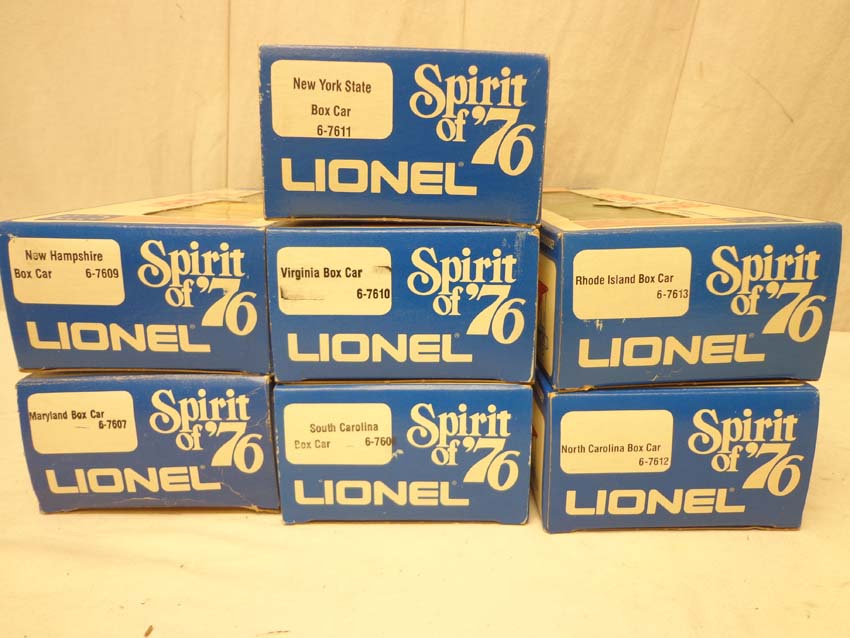 New York State
Box Car
6-7611
Spirit
of '76
LIONEL®
New Hampshire
Box Car 6-7609
Spirit
of '76
LIONEL®
Virginia Box Car
6-7610
Spirit
of '76
LIONEL®
Rhode Island Box Car
6-7613
Spirit
of '76
LIONEL®
Maryland Box Car
6-7607
Spirit
of '76
LIONEL®
South Carolina
Box Car
Spirit
of '76
LIONEL®
North Carolina Box Car
6-7612
Spirit
of '76
LIONEL®